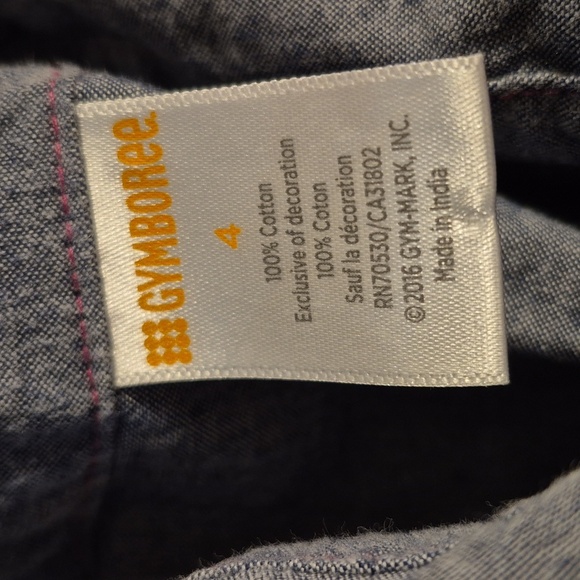 GYMBOREE
4
100% Cotton
Exclusive of decoration
100% Coton
Sauf la décoration
RN70530/CA31802
©2016 GYM-MARK, INC.
Made in India